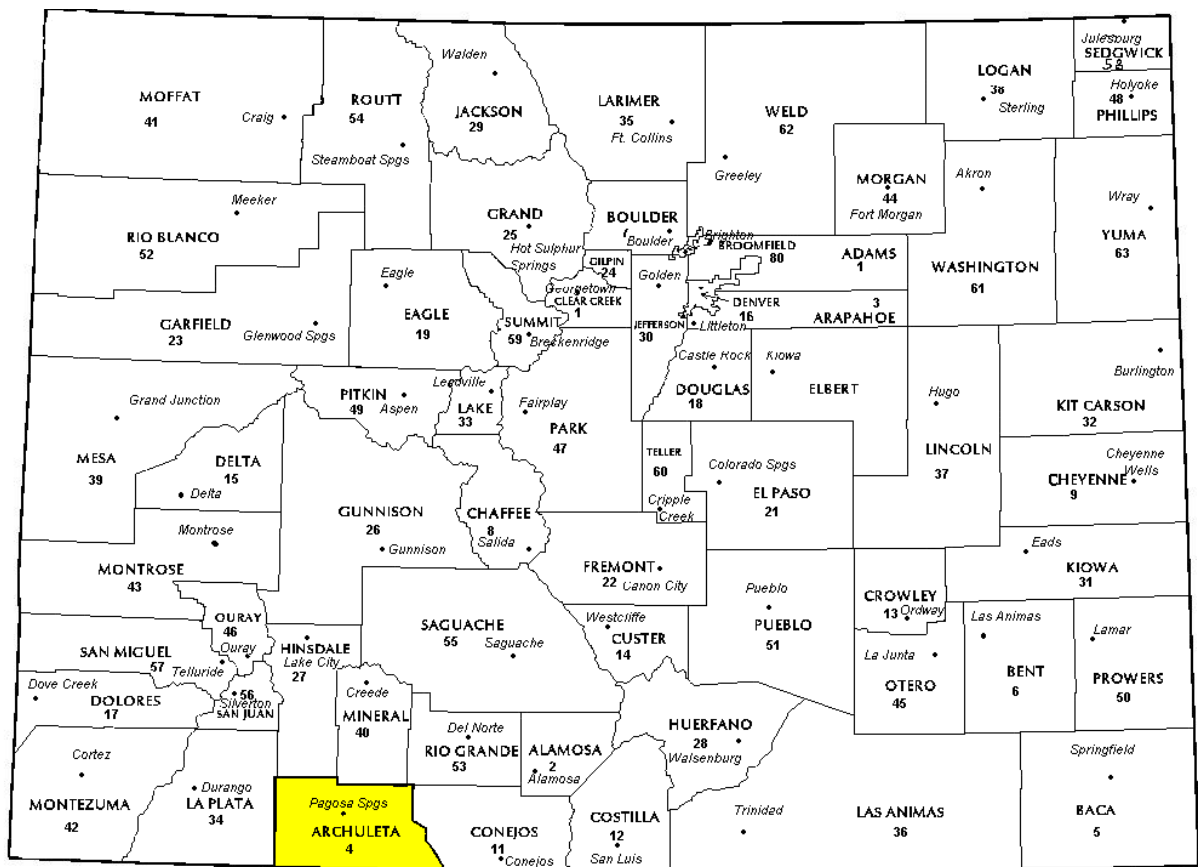 Walden
JACKSON
29
MOFFAT
41
Craig
ROUTT
54
Steamboat Spgs
LARIMER
35
Ft. Collins
WELD
62
Greeley
LOGAN
38
Sterling
Julesburg
SEDGWICK
58
Holyoke
48
PHILLIPS
MORGAN
44
Fort Morgan
Akron
WASHINGTON
61
Wray
YUMA
63
Meeker
RIO BLANCO
52
GRAND
25
Hot Sulphur
Springs
BOULDER
Boulder
GILPIN
24
Brighton
BROOMFIELD
80
ADAMS
1
Georgetown
CLEAR CREEK
1
Golden
JEFFERSON
30
DENVER
16
3
ARAPAHOE
Littleton
GARFIELD
23
Glenwood Spgs
Eagle
EAGLE
19
SUMMIT
59
Breckenridge
Castle Rock
DOUGLAS
18
Kiowa
ELBERT
Hugo
LINCOLN
37
Burlington
KIT CARSON
32
Grand Junction
MESA
39
DELTA
15
Delta
PITKIN
49
Aspen
Leadville
LAKE
33
Fairplay
PARK
47
TELLER
60
Cripple
Creek
Colorado Spgs
EL PASO
21
Cheyenne
Wells
CHEYENNE
9
Montrose
MONTROSE
43
GUNNISON
26
Gunnison
CHAFFEE
8
Salida
FREMONT
22
Canon City
Pueblo
PUEBLO
51
CROWLEY
13
Ordway
Eads
KIOWA
31
OURAY
46
Ouray
SAN MIGUEL
57
Telluride
HINSDALE
Lake City
27
SAGUACHE
55
Saguache
Westcliffe
CUSTER
14
La Junta
OTERO
45
Las Animas
BENT
6
Lamar
PROWERS
50
Dove Creek
DOLORES
17
56
Silverton
SAN JUAN
Creede
MINERAL
40
Del Norte
RIO GRANDE
53
ALAMOSA
2
Alamosa
HUERFANO
28
Walsenburg
Cortez
MONTEZUMA
42
Durango
LA PLATA
34
Pagosa Spgs
ARCHULETA
4
CONEJOS
11
Conejos
COSTILLA
12
San Luis
Trinidad
LAS ANIMAS
36
Springfield
BACA
5